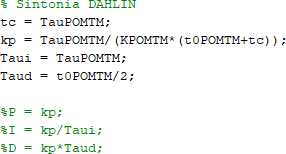 % Sintonia DAHLIN
tc = TauPOMTM;
kp = TauPOMTM/(KPOMTM*(t0POMTM+tc));
Taui = TauPOMTM;
Taud = t0POMTM/2;
%P = kp;
%I = kp/Taui;
%D = kp*Taud;